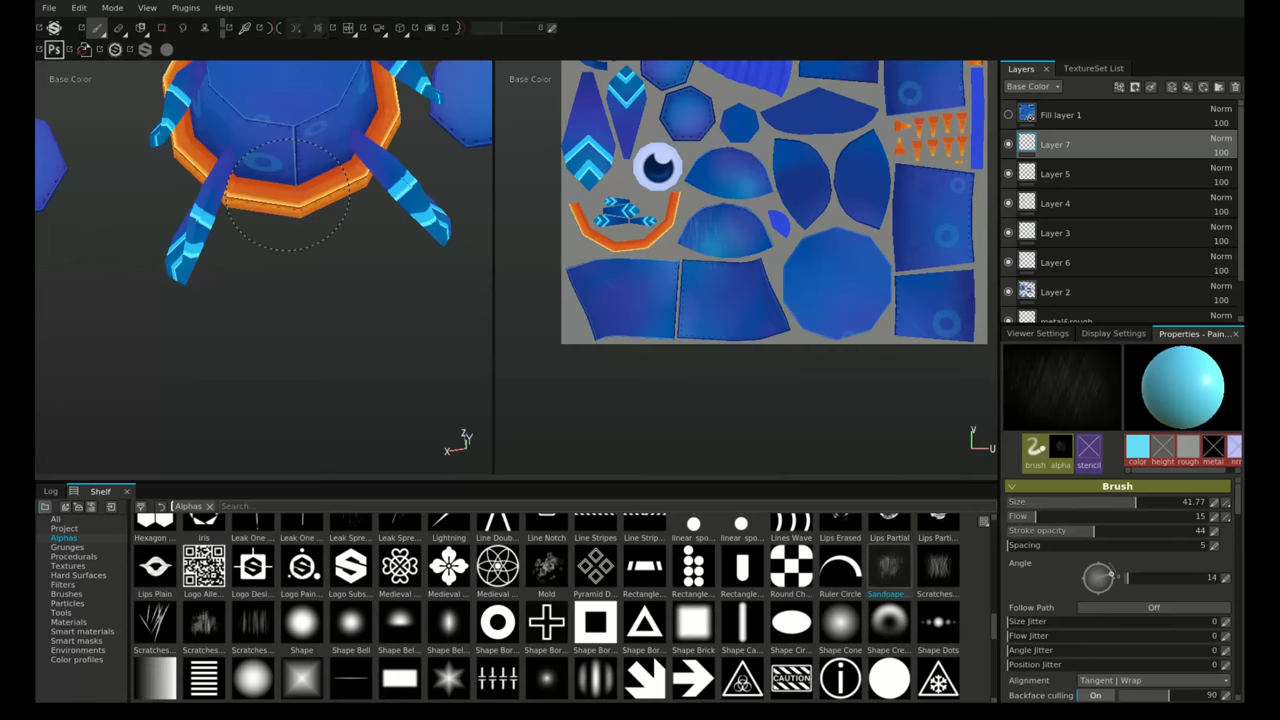 File Edit Mode View Plugins Help
8
Ps
Base Color
Base Color
Z
Y
X
V
U
Layers TextureSet List
Base Color
Fill layer 1 Norm 100
Layer 7 Norm 100
Layer 5 Norm 100
Layer 4 Norm 100
Layer 3 Norm 100
Layer 6 Norm 100
Layer 2 Norm 100
metal&rough Norm
Viewer Settings Display Settings Properties - Pain...
brush alpha stencil color height rough metal nrm
Brush
Size 41.77
Flow 15
Stroke opacity 44
Spacing 5
Angle
14
Follow Path Off
Size Jitter 0
Flow Jitter 0
Angle Jitter 0
Position Jitter 0
Alignment Tangent | Wrap
Backface culling On 90
Log Shelf
Alphas Search...
All
Project
Alphas
Grunges
Procedurals
Textures
Hard Surfaces
Filters
Brushes
Particles
Tools
Materials
Smart materials
Smart masks
Environments
Color profiles
Hexagon ... Iris Leak One ... Leak One ... Leak Spre... Leak Spre... Lightning Line Doub... Line Notch Line Stripes Line Strip... linear_spo... linear_spo... Lines Wave Lips Erased Lips Partial Lips Parti...
Lips Plain Logo Alle... Logo Desi... Logo Pain... Logo Subs... Medieval ... Medieval ... Medieval ... Mold Pyramid D... Rectangle... Rectangle... Rectangle... Round Ch... Ruler Circle Sandpape... Scratches...
Scratches... Scratches... Scratches... Shape Shape Bell Shape Bel... Shape Bel... Shape Bor... Shape Bor... Shape Bor... Shape Bor... Shape Brick Shape Cap... Shape Cir... Shape Cone Shape Cre... Shape Dots
CAUTION